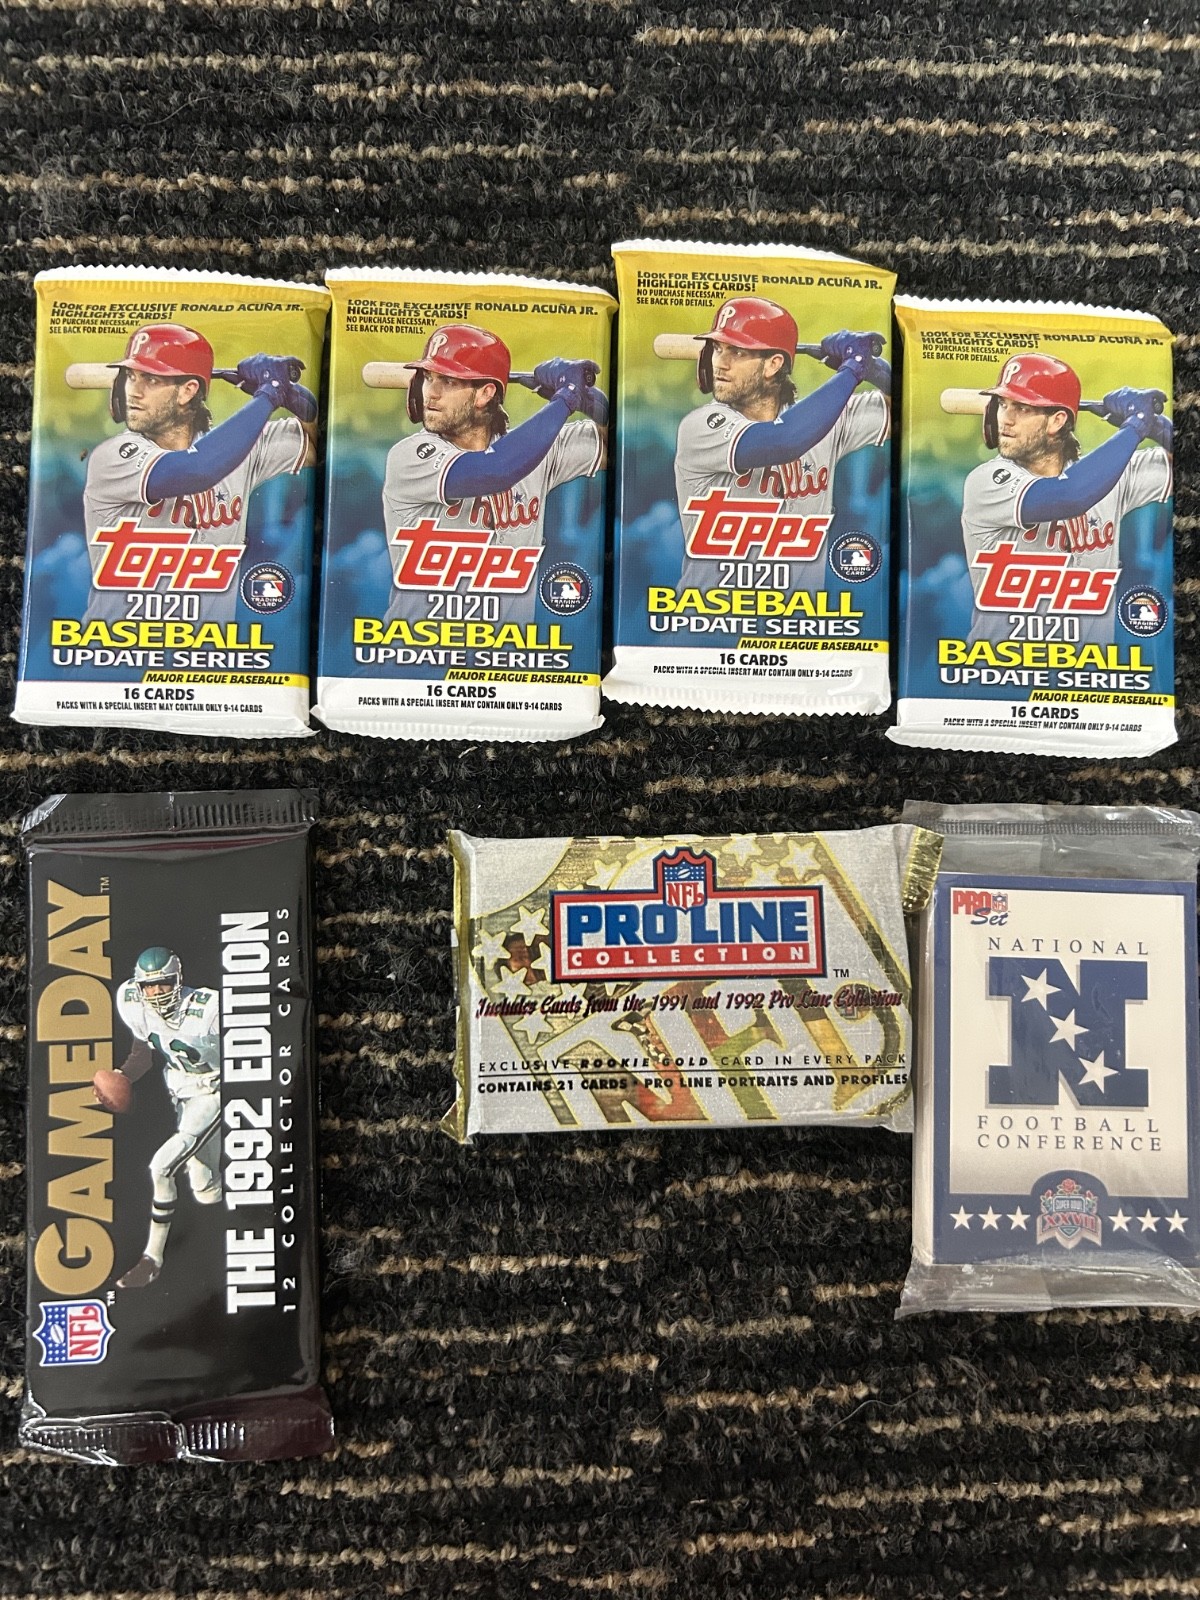 LOOK FOR EXCLUSIVE RONALD ACUÑA JR.
HIGHLIGHTS CARDS!
NO PURCHASE NECESSARY.
SEE BACK FOR DETAILS.
P
Phillie
Topps
2020
BASEBALL
UPDATE SERIES
MAJOR LEAGUE BASEBALL®
16 CARDS
PACKS WITH A SPECIAL INSERT MAY CONTAIN ONLY 9-14 CARDS
LOOK FOR EXCLUSIVE RONALD ACUÑA JR.
HIGHLIGHTS CARDS!
NO PURCHASE NECESSARY.
SEE BACK FOR DETAILS.
P
Phillie
Topps
2020
BASEBALL
UPDATE SERIES
MAJOR LEAGUE BASEBALL®
16 CARDS
PACKS WITH A SPECIAL INSERT MAY CONTAIN ONLY 9-14 CARDS
LOOK FOR EXCLUSIVE RONALD ACUÑA JR.
HIGHLIGHTS CARDS!
NO PURCHASE NECESSARY.
SEE BACK FOR DETAILS.
P
Phillie
Topps
2020
BASEBALL
UPDATE SERIES
MAJOR LEAGUE BASEBALL®
16 CARDS
PACKS WITH A SPECIAL INSERT MAY CONTAIN ONLY 9-14 CARDS
LOOK FOR EXCLUSIVE RONALD ACUÑA JR.
HIGHLIGHTS CARDS!
NO PURCHASE NECESSARY.
SEE BACK FOR DETAILS.
P
Phillie
Topps
2020
BASEBALL
UPDATE SERIES
MAJOR LEAGUE BASEBALL®
16 CARDS
PACKS WITH A SPECIAL INSERT MAY CONTAIN ONLY 9-14 CARDS
NFL
GAMEDAY™
THE 1992 EDITION
12 COLLECTOR CARDS
NFL
PRO LINE
COLLECTION
™
Includes Cards from the 1991 and 1992 Pro Line Collection
EXCLUSIVE ROOKIE GOLD CARD IN EVERY PACK
CONTAINS 21 CARDS • PRO LINE PORTRAITS AND PROFILES
PRO Set
NATIONAL
N
FOOTBALL
CONFERENCE
SUPER BOWL
XXVII